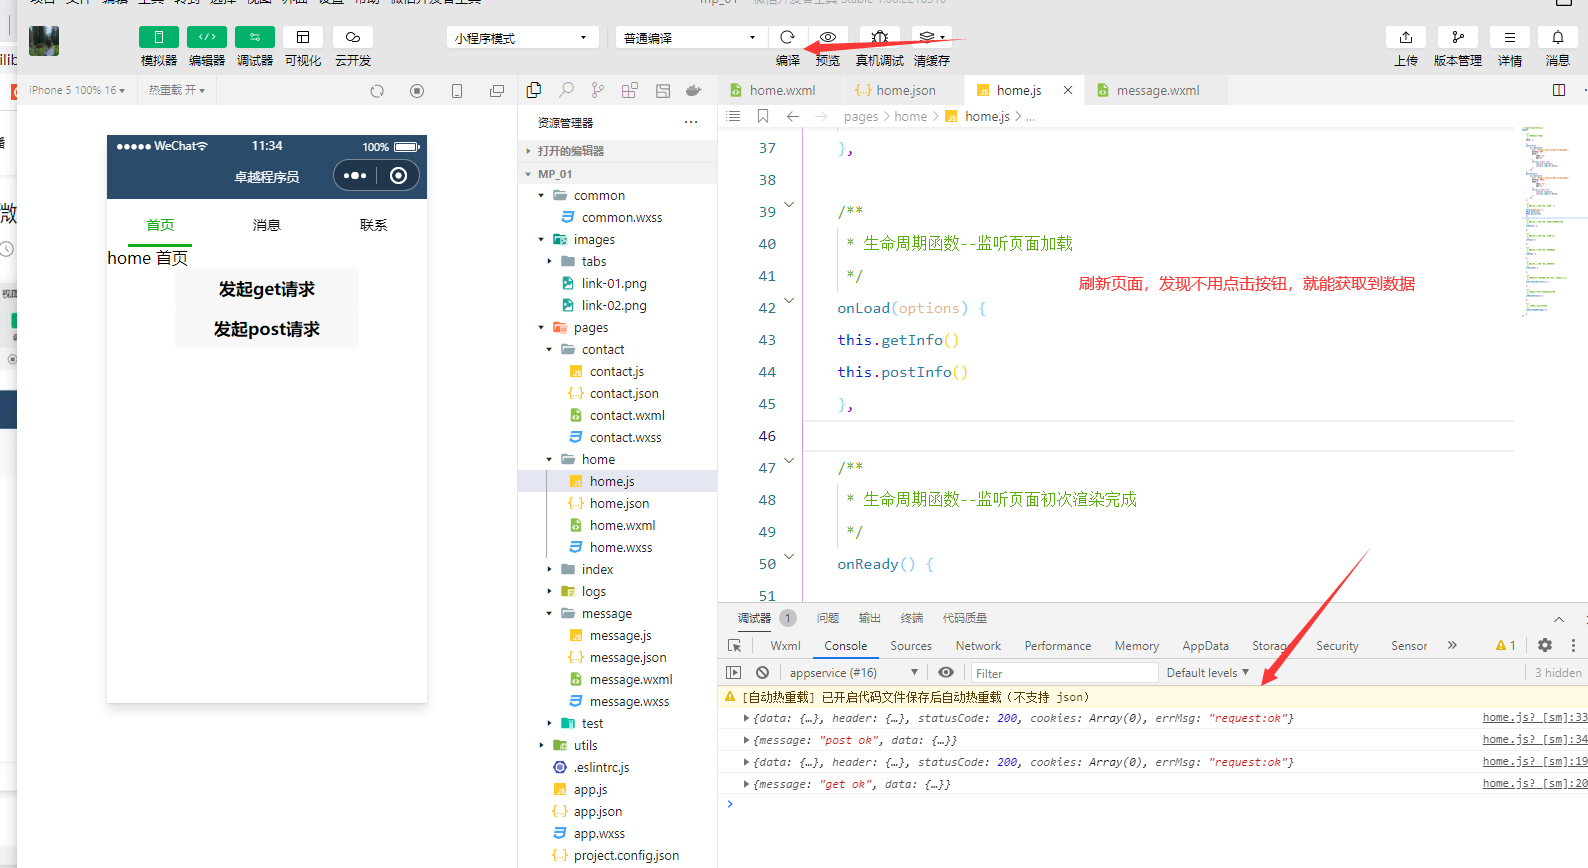 模拟器 编辑器 调试器 可视化 云开发
小程序模式
普通编译
编译 预览 真机调试 清缓存
上传 版本管理 详情 消息
iPhone 5 100% 16
热重载 开
WeChat 11:34 100%
卓越程序员
首页 消息 联系
home 首页
发起get请求
发起post请求
资源管理器
打开的编辑器
MP_01
common
common.wxss
images
tabs
link-01.png
link-02.png
pages
contact
contact.js
contact.json
contact.wxml
contact.wxss
home
home.js
home.json
home.wxml
home.wxss
index
logs
message
message.js
message.json
message.wxml
message.wxss
test
utils
.eslintrc.js
app.js
app.json
app.wxss
project.config.json
home.wxml home.json home.js message.wxml
pages > home > home.js > ...
37 },
38
39 /**
40 * 生命周期函数--监听页面加载
41 */
42 onLoad(options) {
43 this.getInfo()
44 this.postInfo()
45 },
46
47 /**
48 * 生命周期函数--监听页面初次渲染完成
49 */
50 onReady() {
51
刷新页面，发现不用点击按钮，就能获取到数据
调试器 1 问题 输出 终端 代码质量
Wxml Console Sources Network Performance Memory AppData Security Sensor 1
appservice (#16) Filter Default levels 3 hidden
[自动热重载] 已开启代码文件保存后自动热重载（不支持 json）
{data: {…}, header: {…}, statusCode: 200, cookies: Array(0), errMsg: "request:ok"} home.js? [sm]:33
{message: "post ok", data: {…}} home.js? [sm]:34
{data: {…}, header: {…}, statusCode: 200, cookies: Array(0), errMsg: "request:ok"} home.js? [sm]:19
{message: "get ok", data: {…}} home.js? [sm]:20